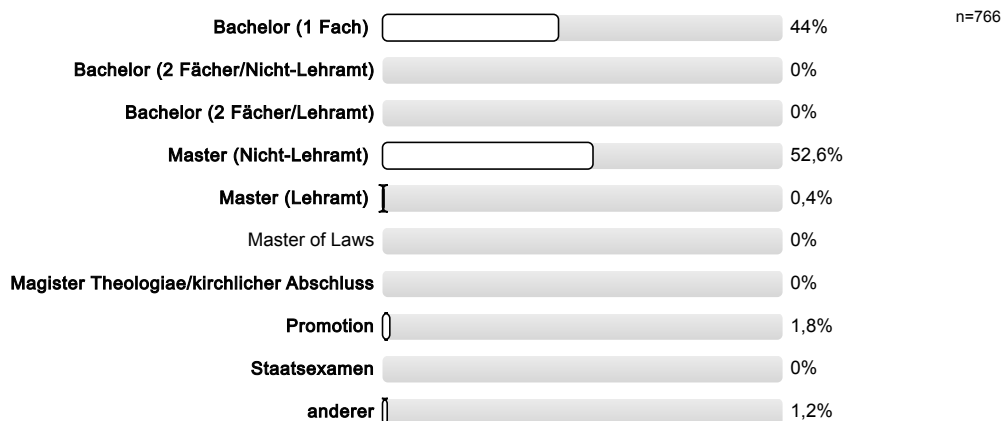 n=766
Bachelor (1 Fach) 44%
Bachelor (2 Fächer/Nicht-Lehramt) 0%
Bachelor (2 Fächer/Lehramt) 0%
Master (Nicht-Lehramt) 52,6%
Master (Lehramt) 0,4%
Master of Laws 0%
Magister Theologiae/kirchlicher Abschluss 0%
Promotion 1,8%
Staatsexamen 0%
anderer 1,2%